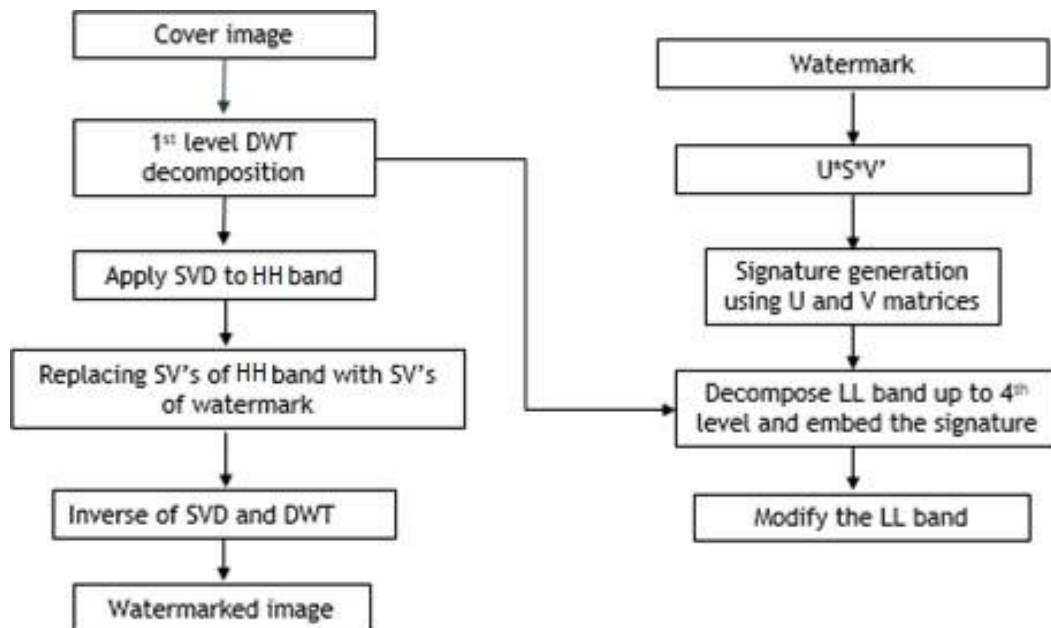 Cover image
1st level DWT
decomposition
Apply SVD to HH band
Replacing SV's of HH band with SV's
of watermark
Inverse of SVD and DWT
Watermarked image
Watermark
U*S*V'
Signature generation
using U and V matrices
Decompose LL band up to 4th
level and embed the signature
Modify the LL band